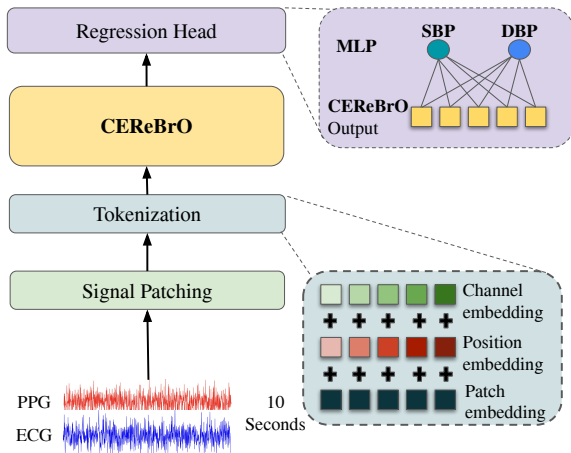 Regression Head
MLP
SBP
DBP
CEReBrO
Output
CEReBrO
Tokenization
Signal Patching
Channel
embedding
Position
embedding
Patch
embedding
PPG
ECG
10
Seconds